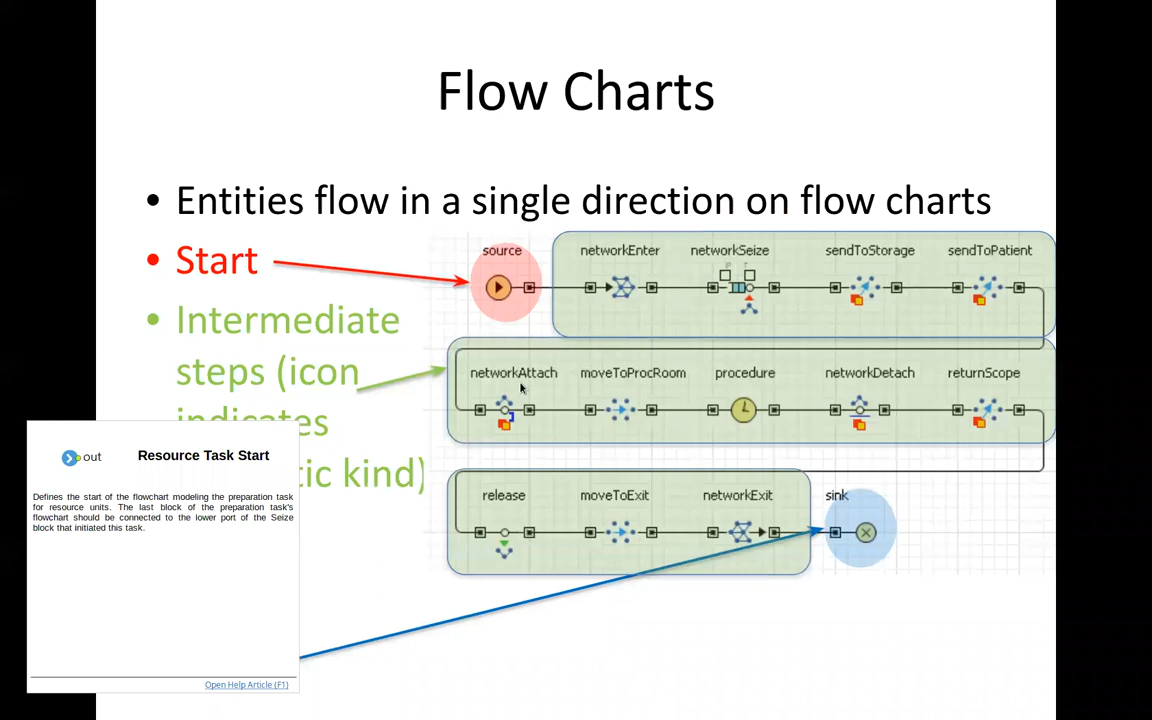 Flow Charts
• Entities flow in a single direction on flow charts
• Start
• Intermediate
steps (icon
indicates
tic kind)
source
networkEnter
networkSeize
sendToStorage
sendToPatient
networkAttach
moveToProcRoom
procedure
networkDetach
returnScope
release
moveToExit
networkExit
sink
out
Resource Task Start
Defines the start of the flowchart modeling the preparation task
for resource units. The last block of the preparation task's
flowchart should be connected to the lower port of the Seize
block that initiated this task.
Open Help Article (F1)